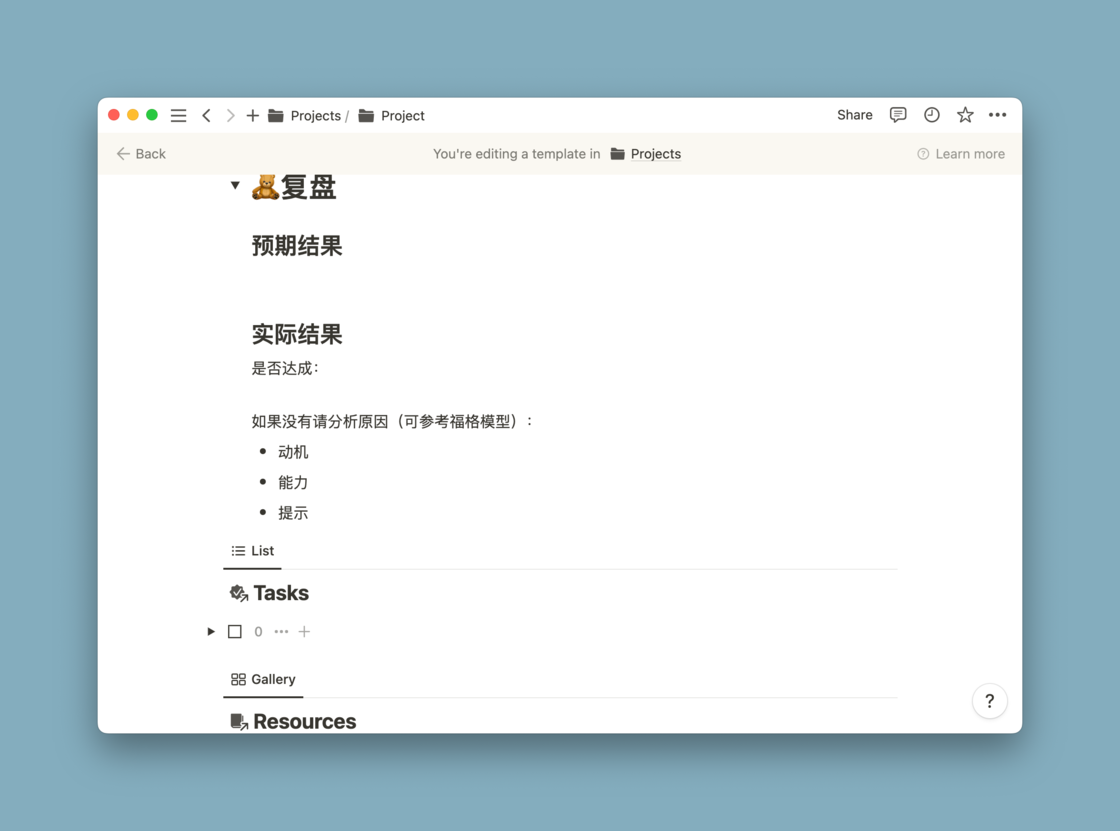 Projects / Project
Share
Back
You're editing a template in Projects
Learn more
🧸复盘
预期结果
实际结果
是否达成：
如果没有请分析原因（可参考福格模型）：
动机
能力
提示
List
Tasks
0
Gallery
Resources
?